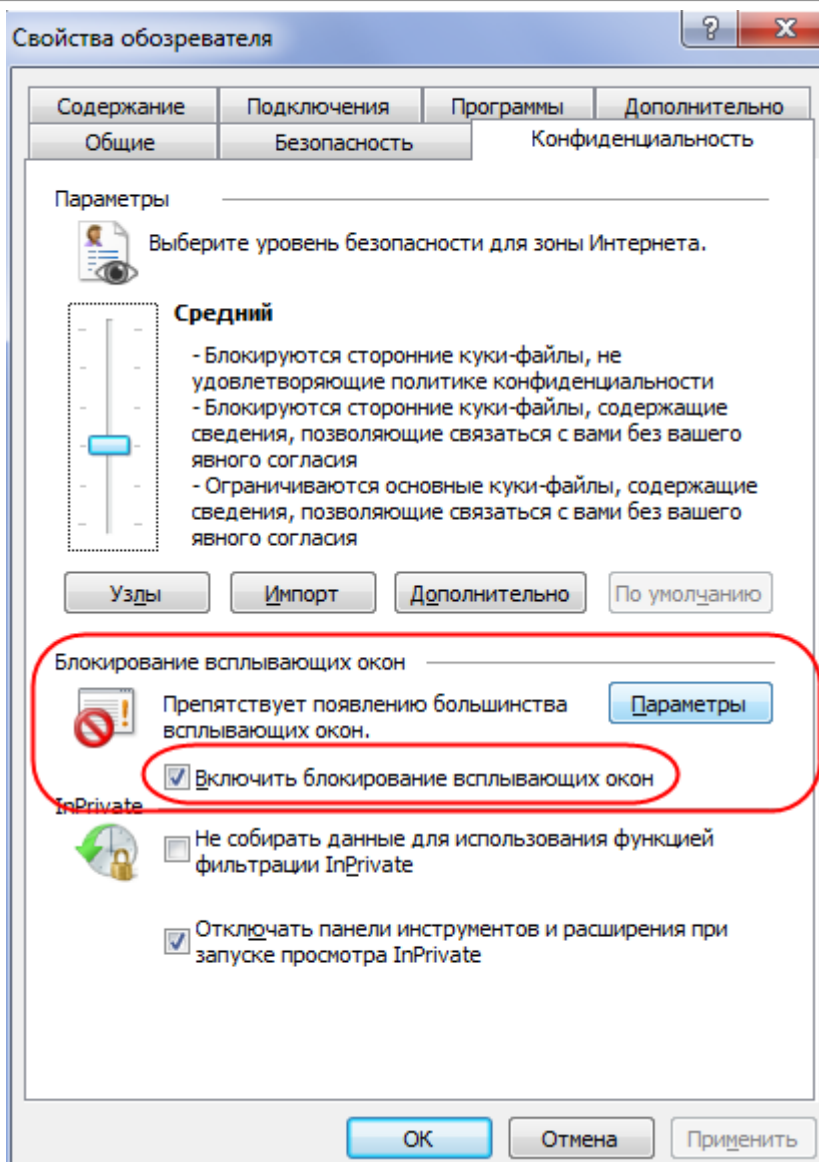 Свойства обозревателя
Содержание Подключения Программы Дополнительно
Общие Безопасность Конфиденциальность
Параметры
Выберите уровень безопасности для зоны Интернета.
Средний
- Блокируются сторонние куки-файлы, не
удовлетворяющие политике конфиденциальности
- Блокируются сторонние куки-файлы, содержащие
сведения, позволяющие связаться с вами без вашего
явного согласия
- Ограничиваются основные куки-файлы, содержащие
сведения, позволяющие связаться с вами без вашего
явного согласия
Узлы Импорт Дополнительно По умолчанию
Блокирование всплывающих окон
Препятствует появлению большинства
всплывающих окон.
Параметры
Включить блокирование всплывающих окон
InPrivate
Не собирать данные для использования функцией
фильтрации InPrivate
Отключать панели инструментов и расширения при
запуске просмотра InPrivate
ОК Отмена Применить